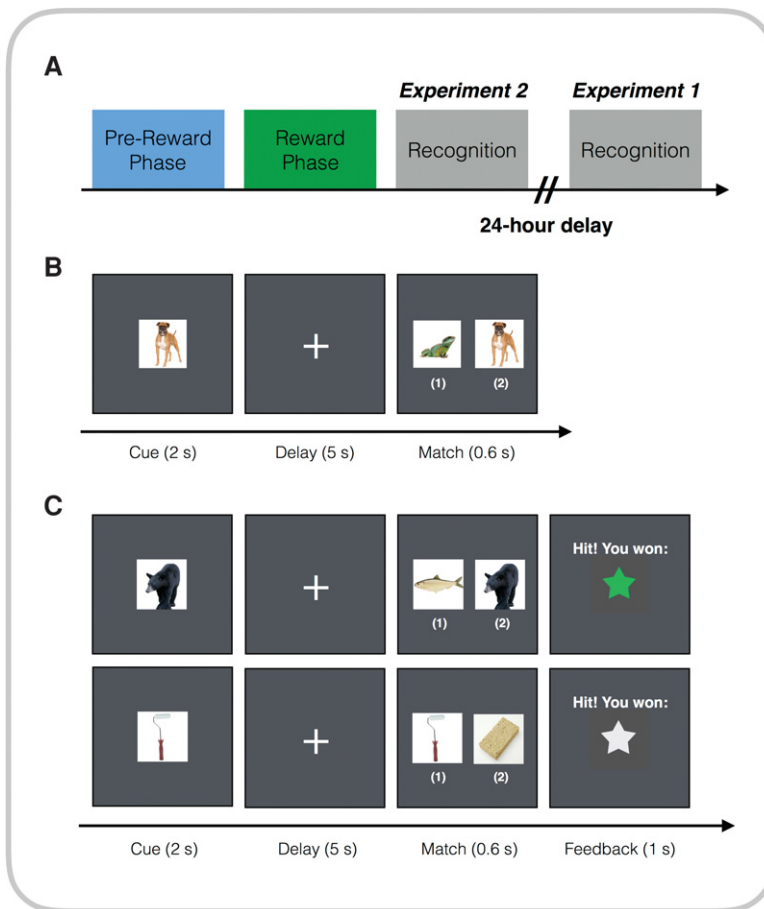 A
Experiment 2 Experiment 1
Pre-Reward
Phase
Reward
Phase
Recognition
Recognition
24-hour delay
B
(1) (2)
Cue (2 s) Delay (5 s) Match (0.6 s)
C
Hit! You won:
(1) (2)
Hit! You won:
(1) (2)
Cue (2 s) Delay (5 s) Match (0.6 s) Feedback (1 s)